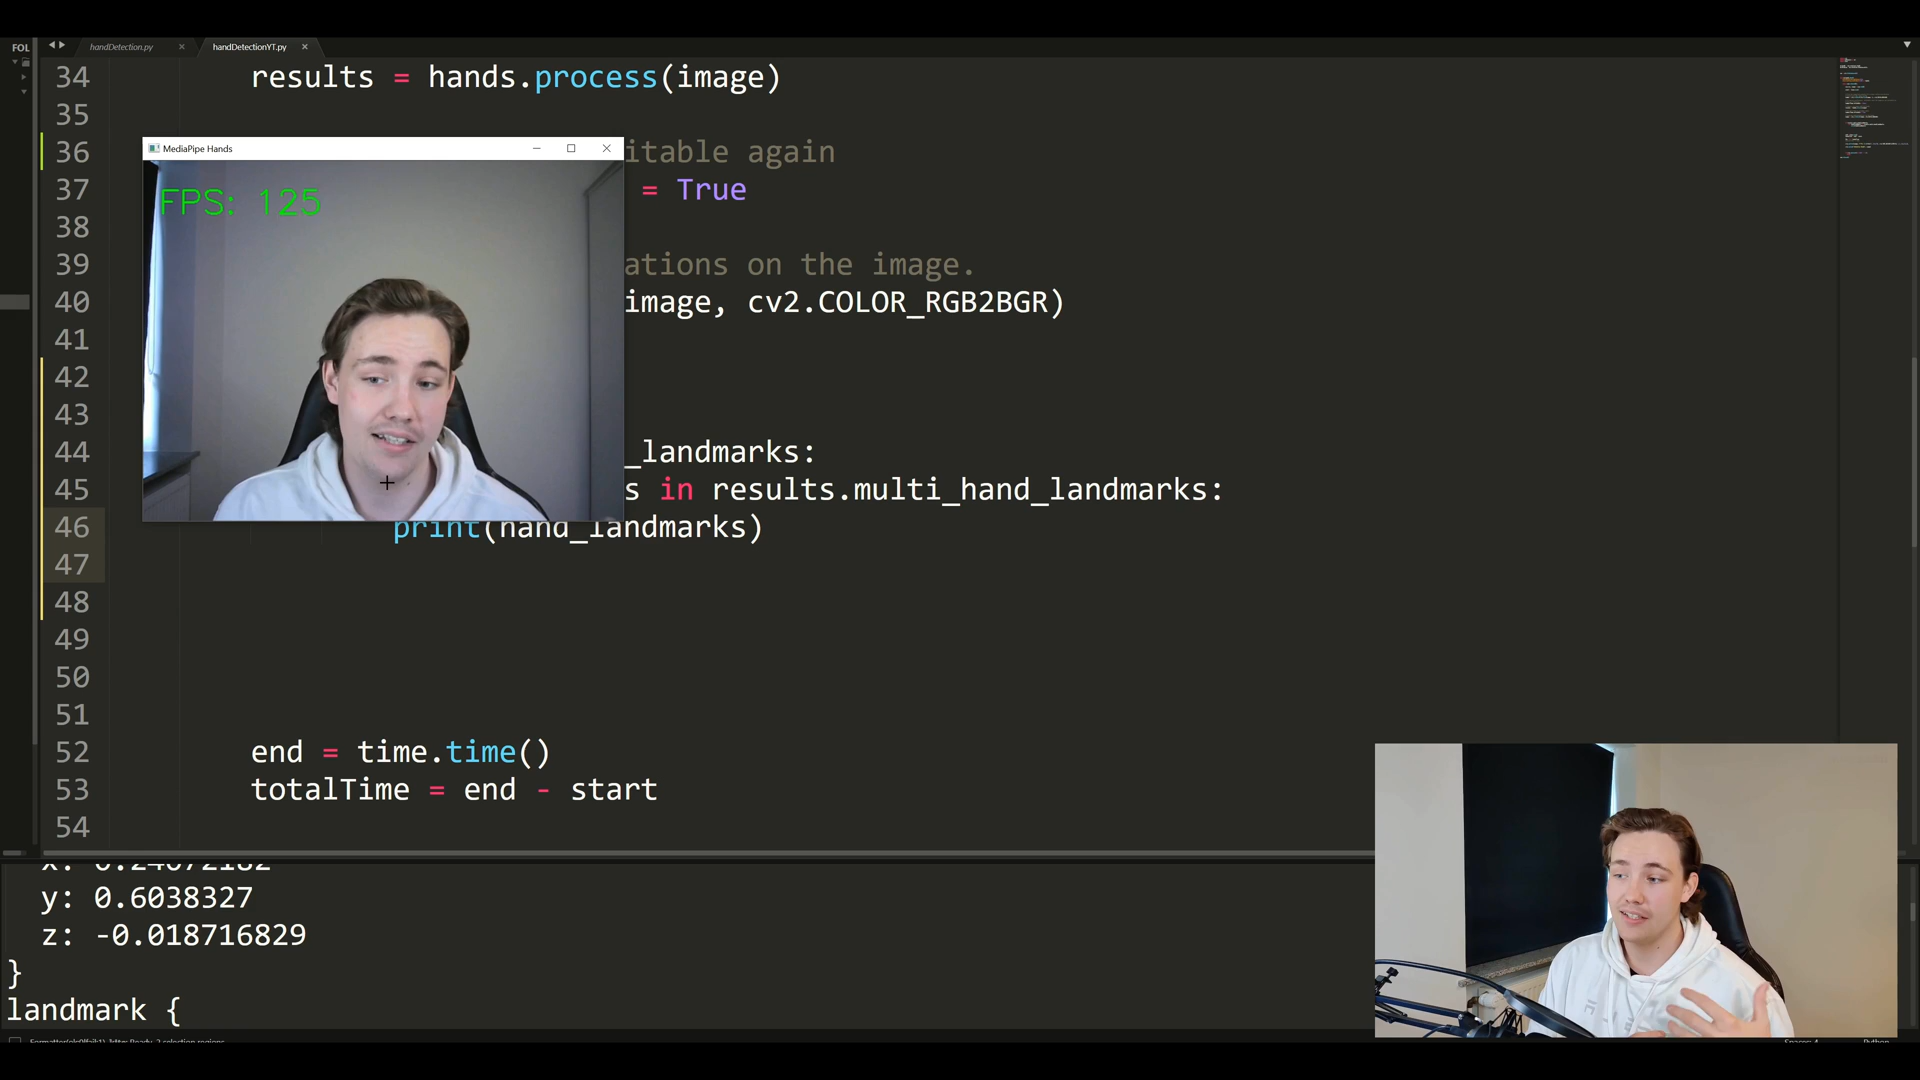 FOL
handDetection.py
handDetectionYT.py
34 results = hands.process(image)
35
36 itable again
37 = True
38
39 ations on the image.
40 image, cv2.COLOR_RGB2BGR)
41
42
43
44 _landmarks:
45 s in results.multi_hand_landmarks:
46 print(hand_landmarks)
47
48
49
50
51
52 end = time.time()
53 totalTime = end - start
54
MediaPipe Hands
FPS: 125
y: 0.6038327
z: -0.018716829
}
landmark {